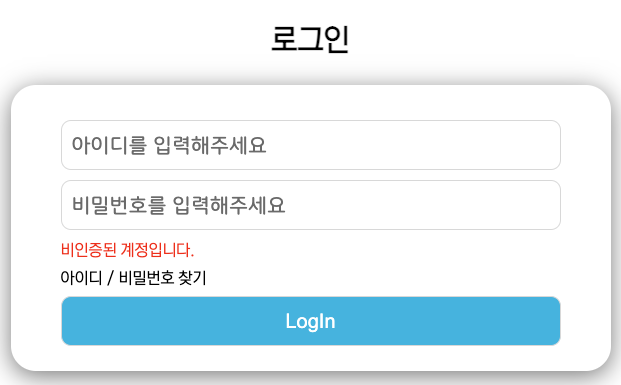 로그인
아이디를 입력해주세요
비밀번호를 입력해주세요
비인증된 계정입니다.
아이디 / 비밀번호 찾기
LogIn